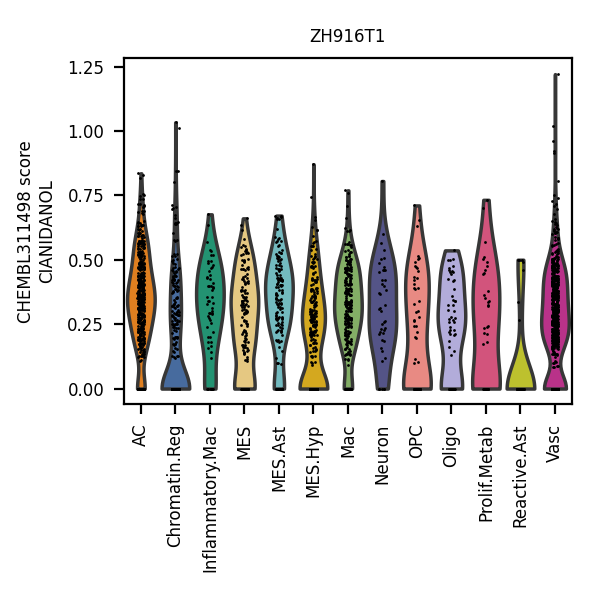 ZH916T1
CHEMBL311498 score
CIANIDANOL
1.25
1.00
0.75
0.50
0.25
0.00
AC
Chromatin.Reg
Inflammatory.Mac
MES
MES.Ast
MES.Hyp
Mac
Neuron
OPC
Oligo
Prolif.Metab
Reactive.Ast
Vasc